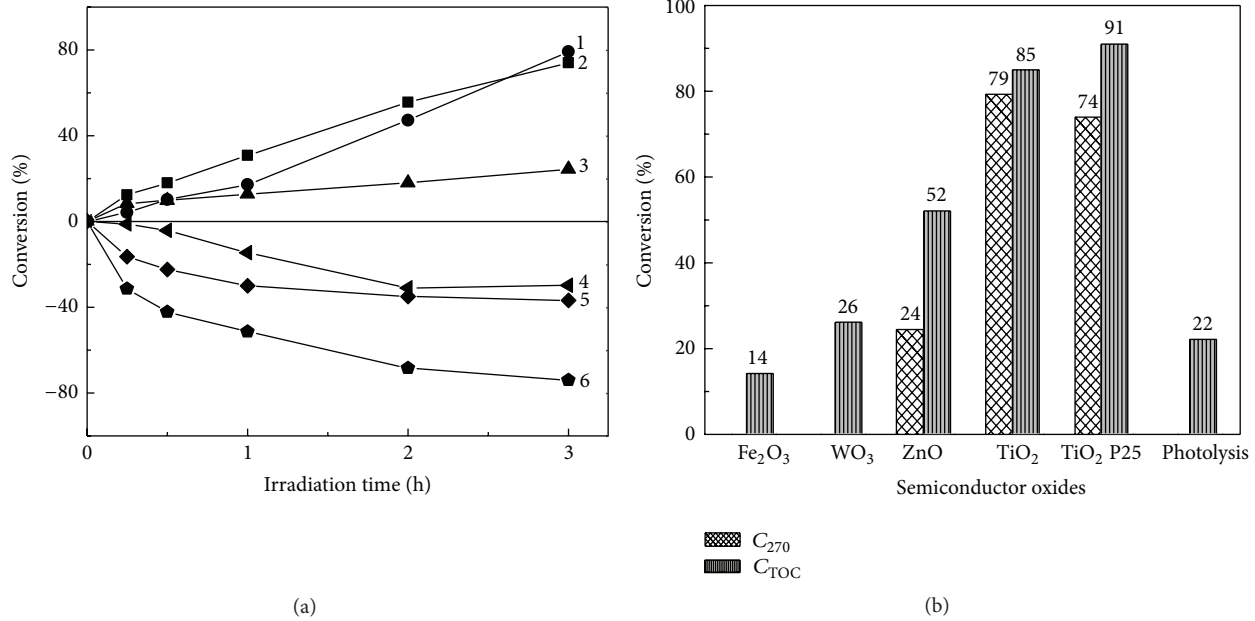 80
40
0
−40
−80
Conversion (%)
1
2
3
4
5
6
0
1
2
3
Irradiation time (h)
(a)
100
80
60
40
20
0
Conversion (%)
14
26
24
52
79
85
74
91
22
Fe₂O₃
WO₃
ZnO
TiO₂
TiO₂ P25
Photolysis
Semiconductor oxides
C₂₇₀
C_TOC
(b)